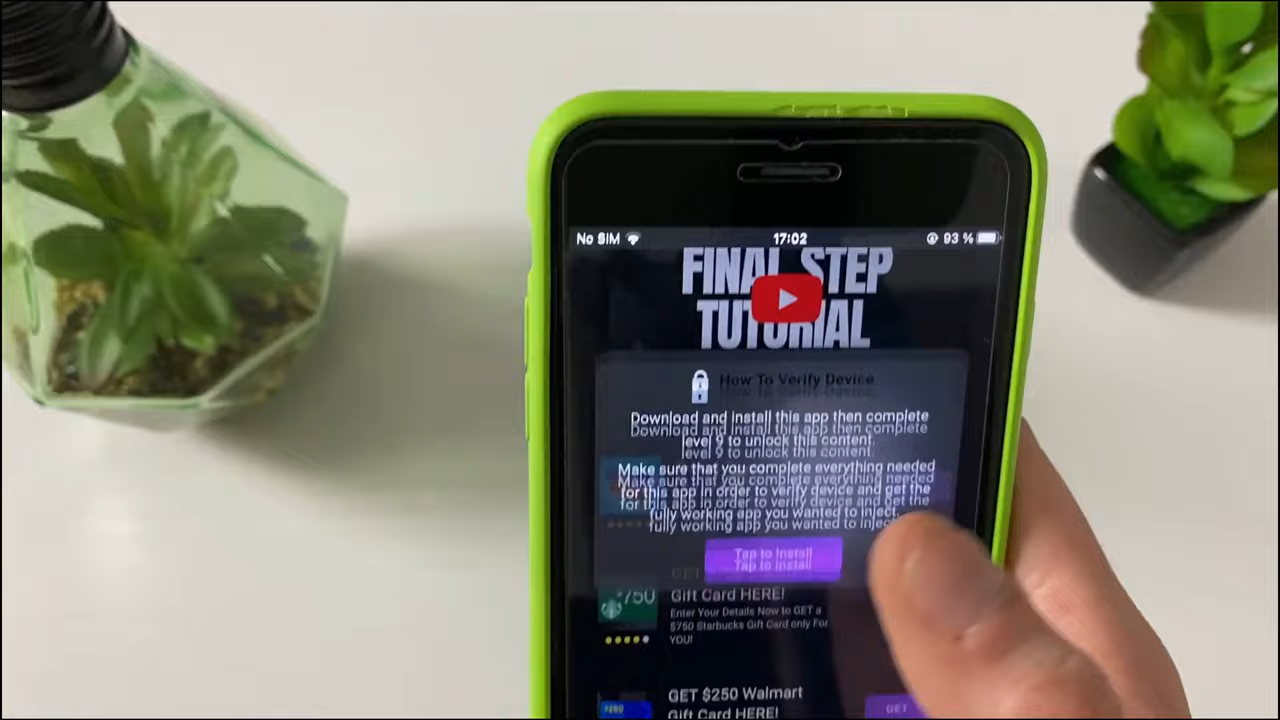 No SIM 17:02 93 %
FINAL STEP
TUTORIAL
How To Verify Device
Download and install this app then complete
level 9 to unlock this content.
Make sure that you complete everything needed
for this app in order to verify device and get the
fully working app you wanted to inject.
Tap to install
$750
Gift Card HERE!
Enter Your Details Now to GET a
$750 Starbucks Gift Card only For
YOU!
GET $250 Walmart
Gift Card HERE!
$250
GET